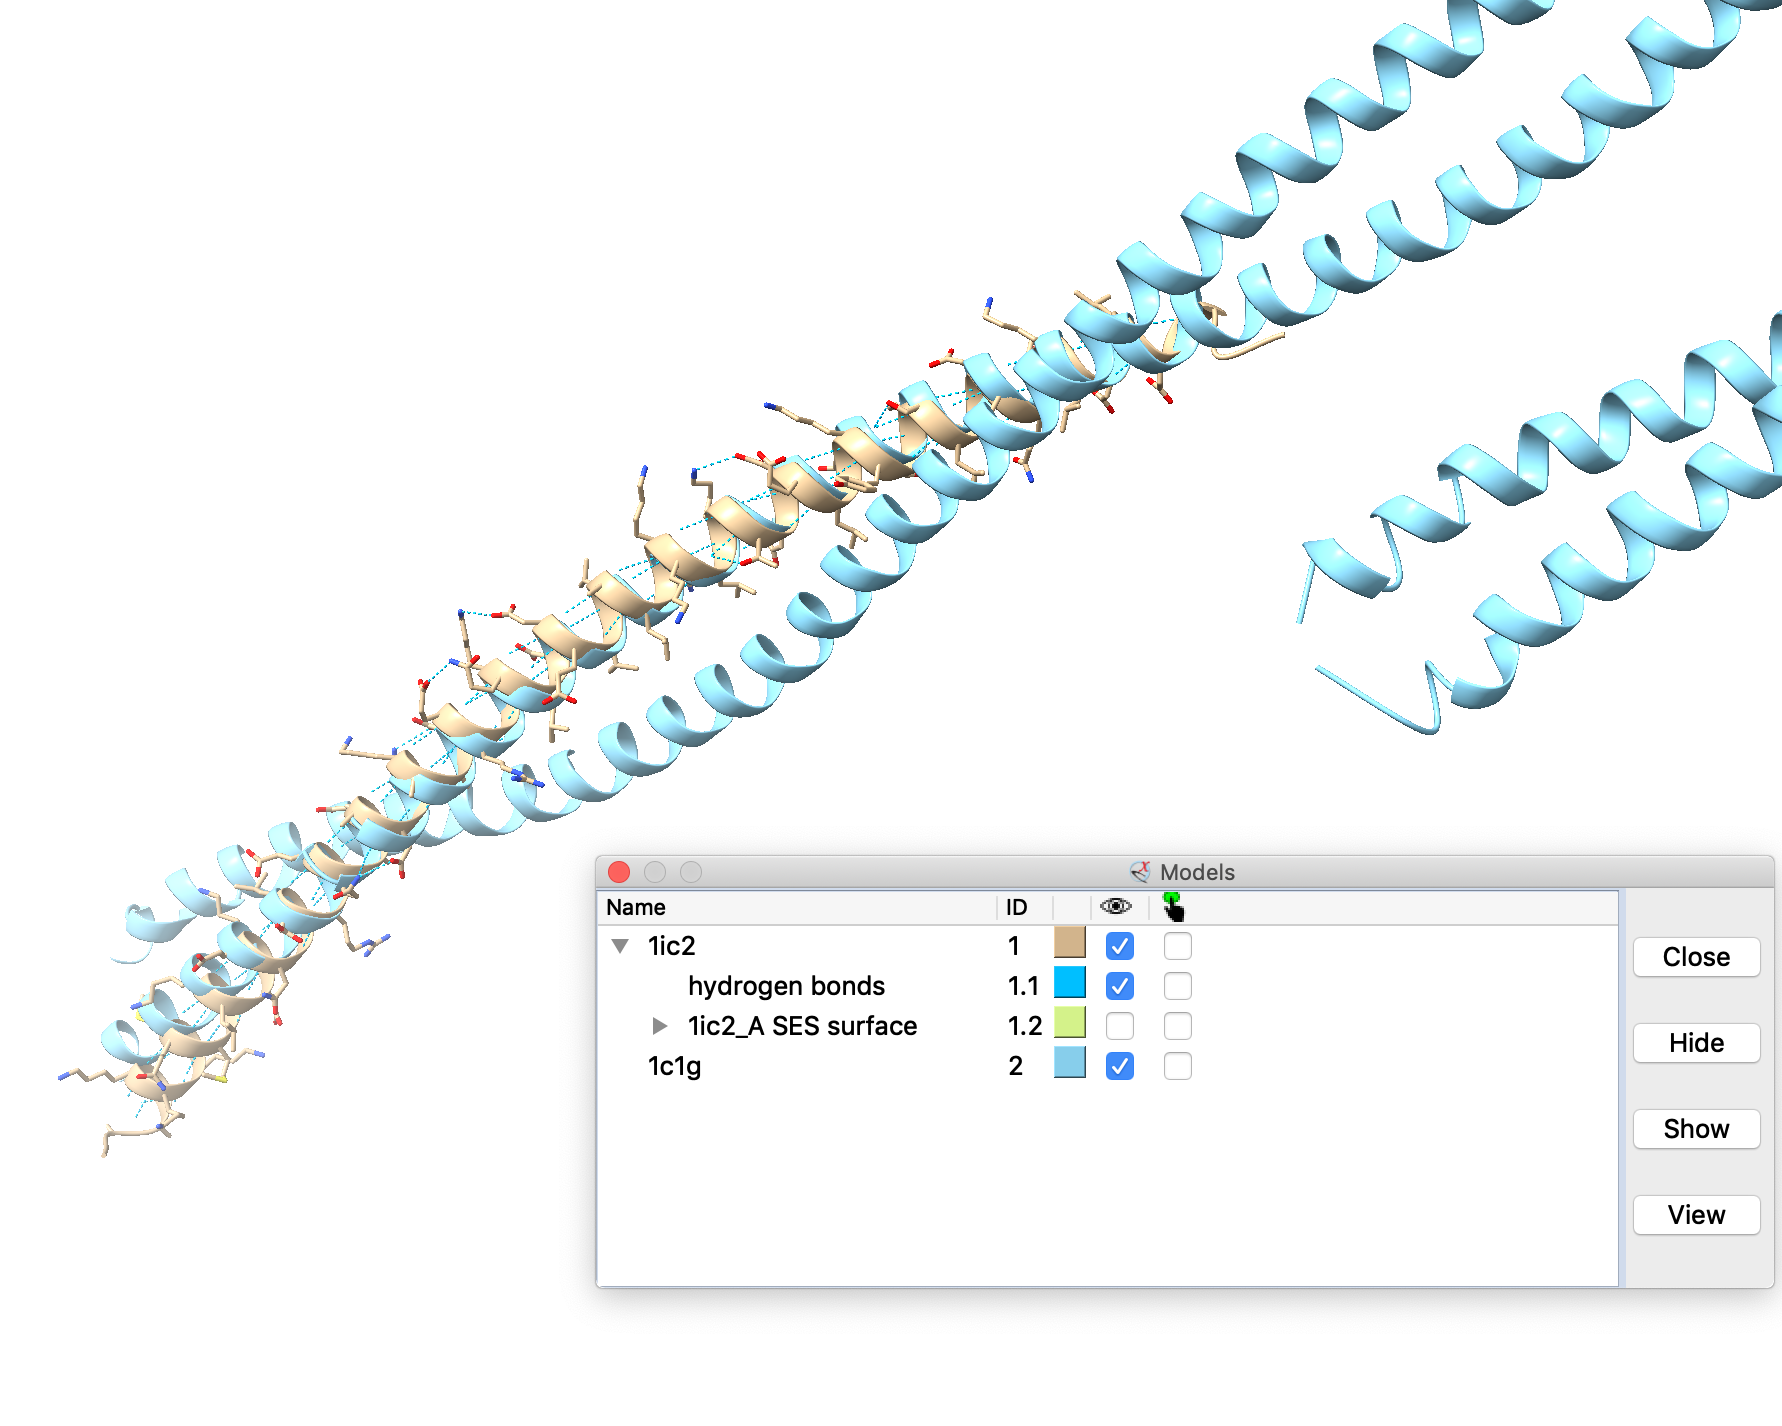 Models
Name ID
1ic2 1
hydrogen bonds 1.1
1ic2_A SES surface 1.2
1c1g 2
Close
Hide
Show
View